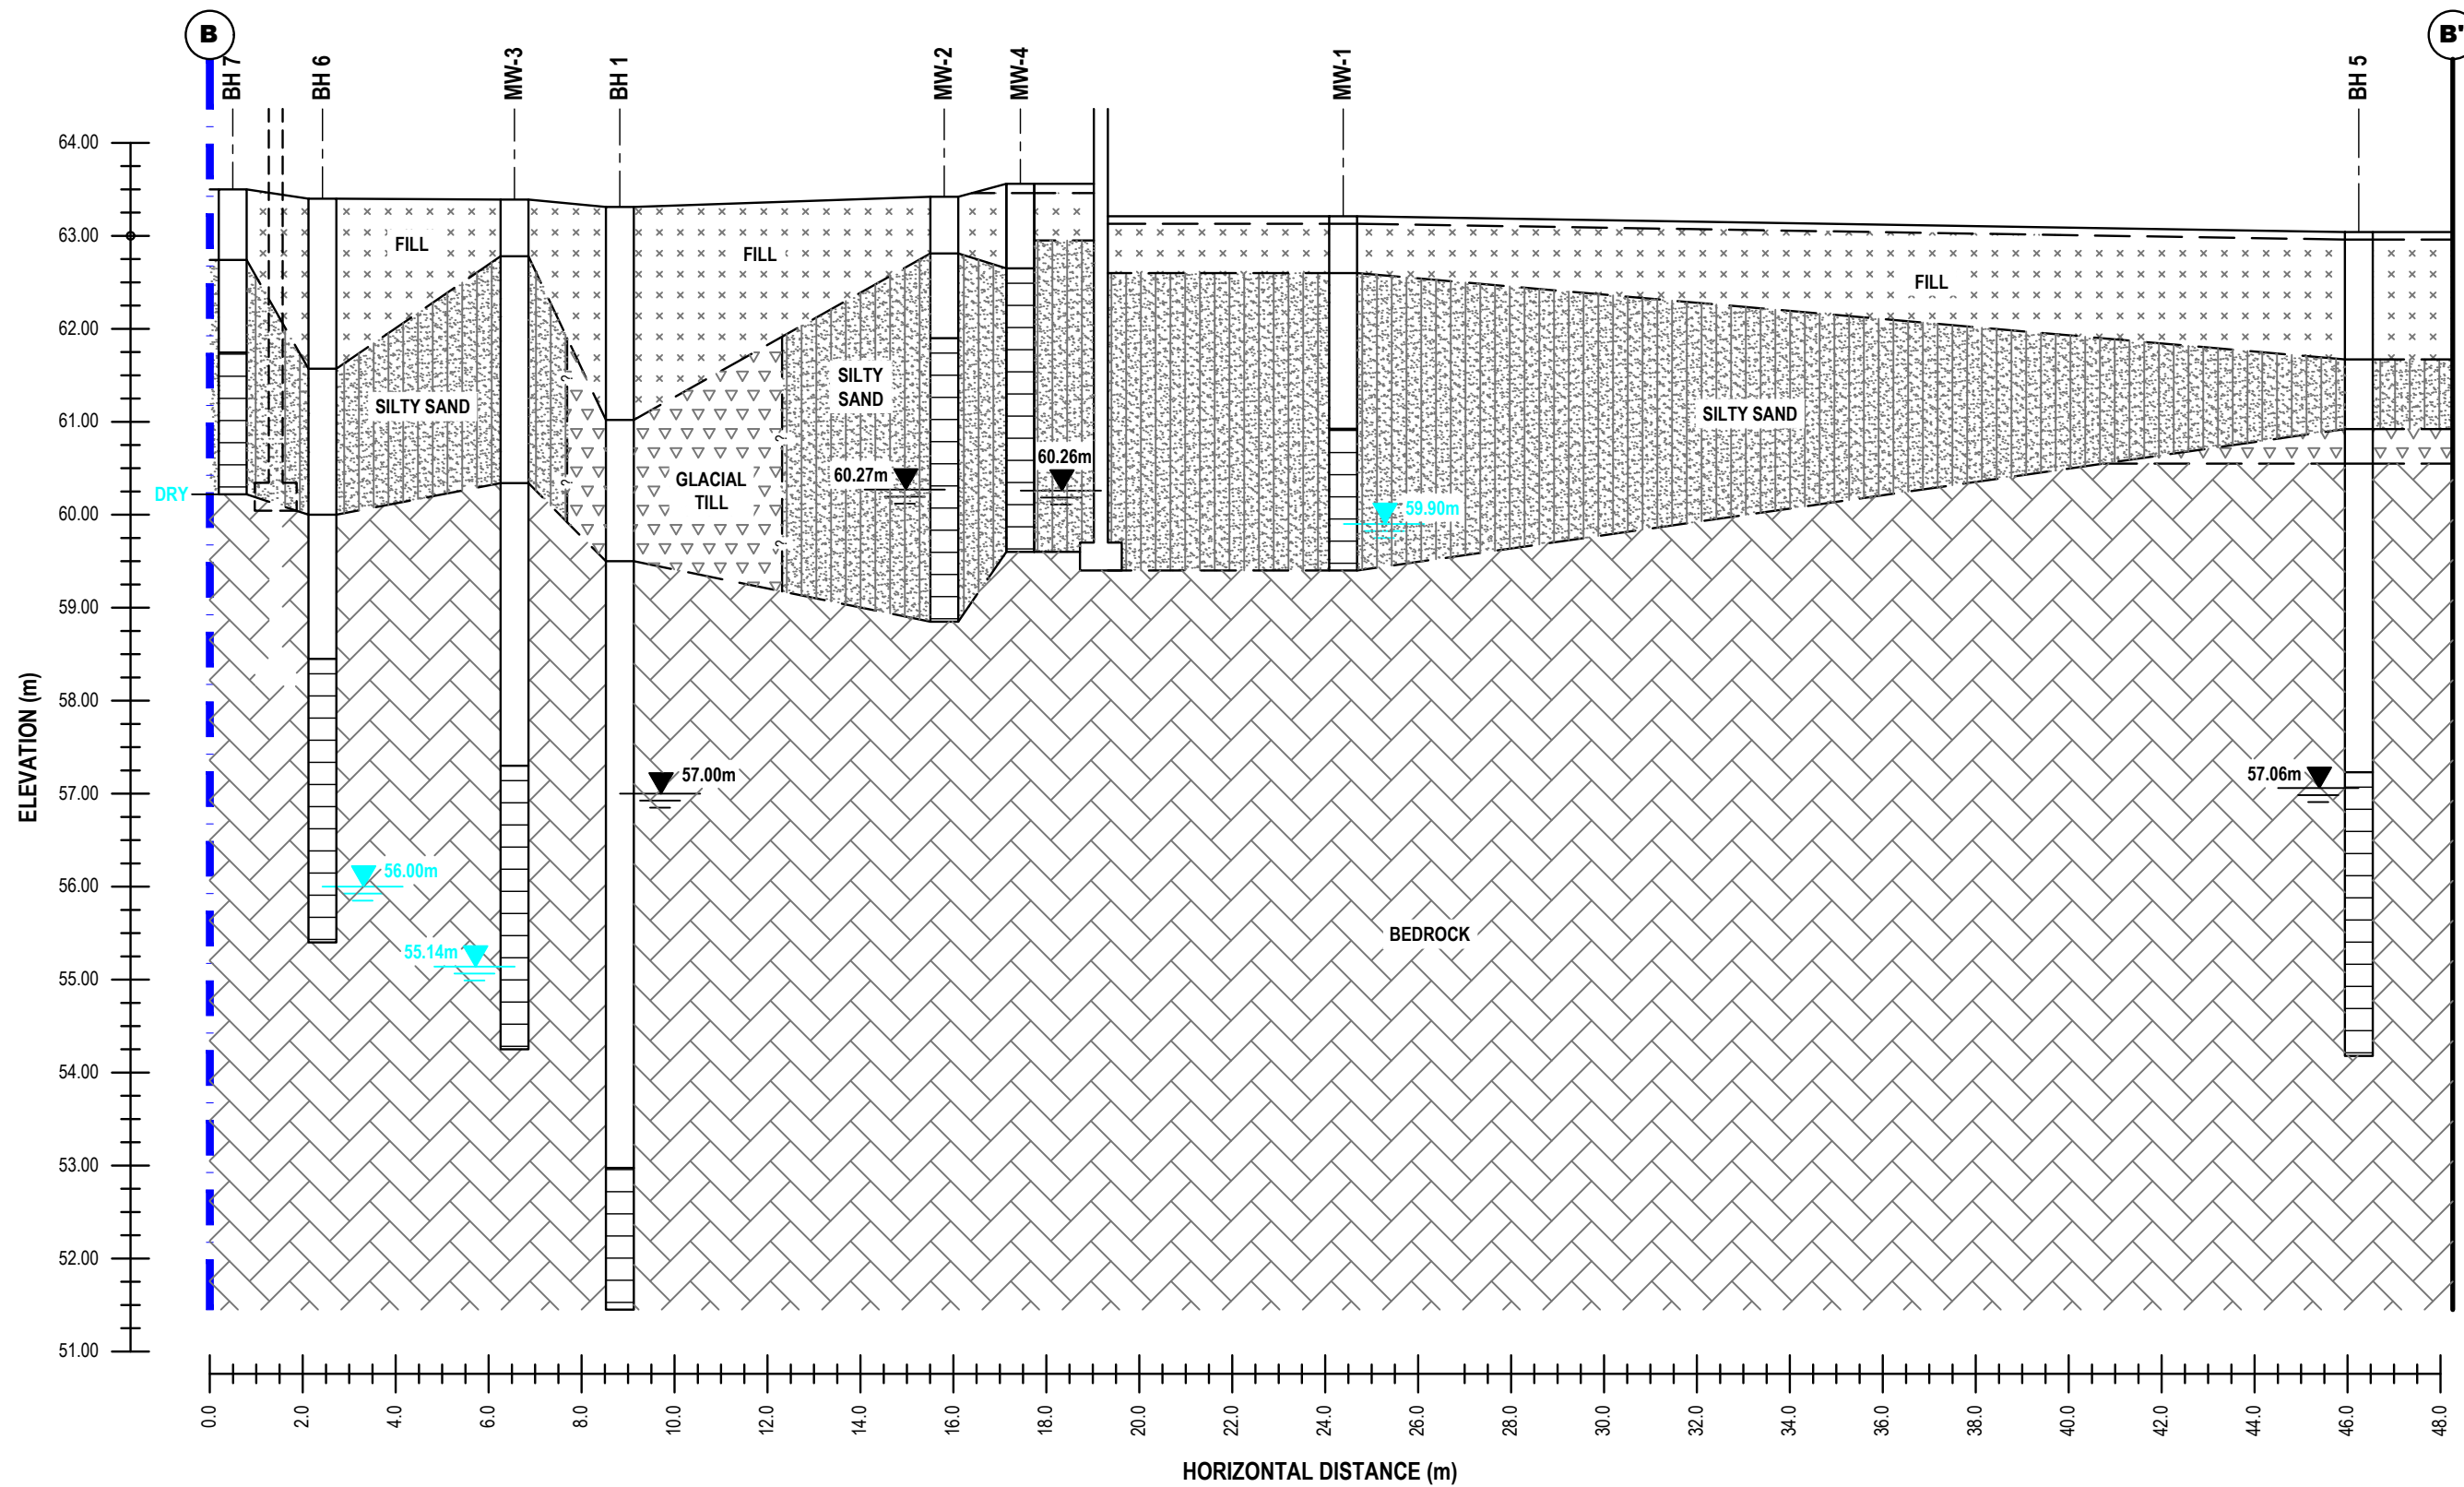 B
B'
BH 7
BH 6
MW-3
BH 1
MW-2
MW-4
MW-1
BH 5
64.00
63.00
62.00
61.00
60.00
59.00
58.00
57.00
56.00
55.00
54.00
53.00
52.00
51.00
ELEVATION (m)
FILL
FILL
FILL
SILTY SAND
SILTY
SAND
SILTY SAND
GLACIAL
TILL
?
?
?
?
DRY
60.27m
60.26m
59.90m
57.00m
57.06m
56.00m
55.14m
BEDROCK
0.0
2.0
4.0
6.0
8.0
10.0
12.0
14.0
16.0
18.0
20.0
22.0
24.0
26.0
28.0
30.0
32.0
34.0
36.0
38.0
40.0
42.0
44.0
46.0
48.0
HORIZONTAL DISTANCE (m)